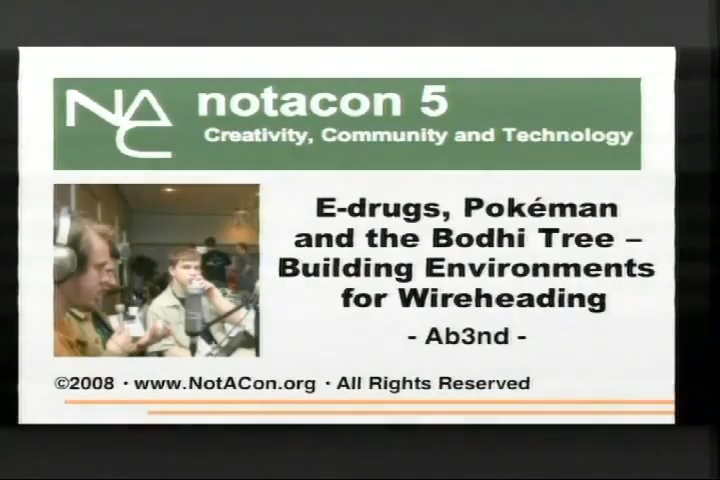 NAC
notacon 5
Creativity, Community and Technology
E-drugs, Pokéman
and the Bodhi Tree –
Building Environments
for Wireheading
- Ab3nd -
©2008 · www.NotACon.org · All Rights Reserved